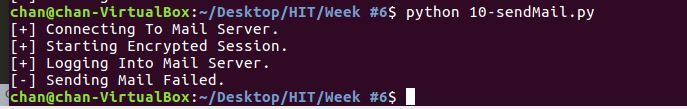 chan@chan-VirtualBox:~/Desktop/HIT/Week #6$ python 10-sendMail.py
[+] Connecting To Mail Server.
[+] Starting Encrypted Session.
[+] Logging Into Mail Server.
[-] Sending Mail Failed.
chan@chan-VirtualBox:~/Desktop/HIT/Week #6$